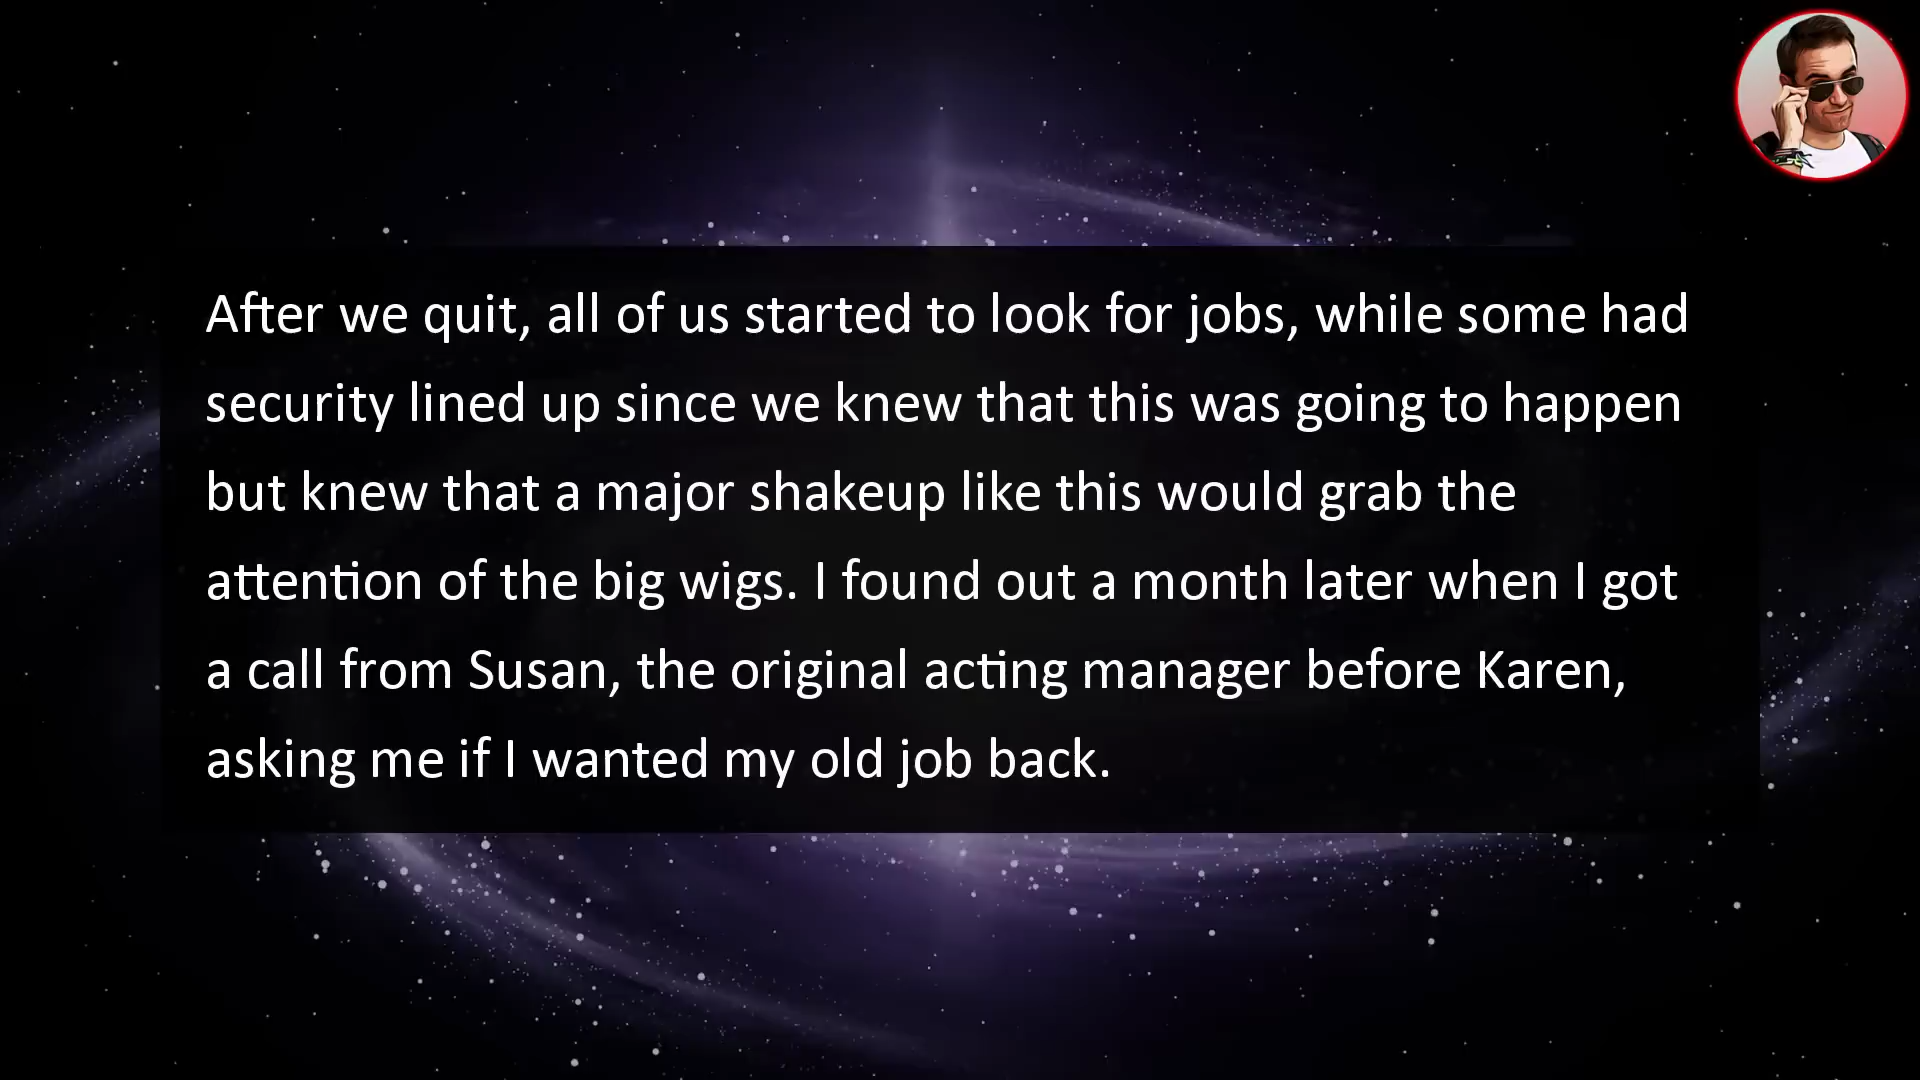 After we quit, all of us started to look for jobs, while some had
security lined up since we knew that this was going to happen
but knew that a major shakeup like this would grab the
attention of the big wigs. I found out a month later when I got
a call from Susan, the original acting manager before Karen,
asking me if I wanted my old job back.